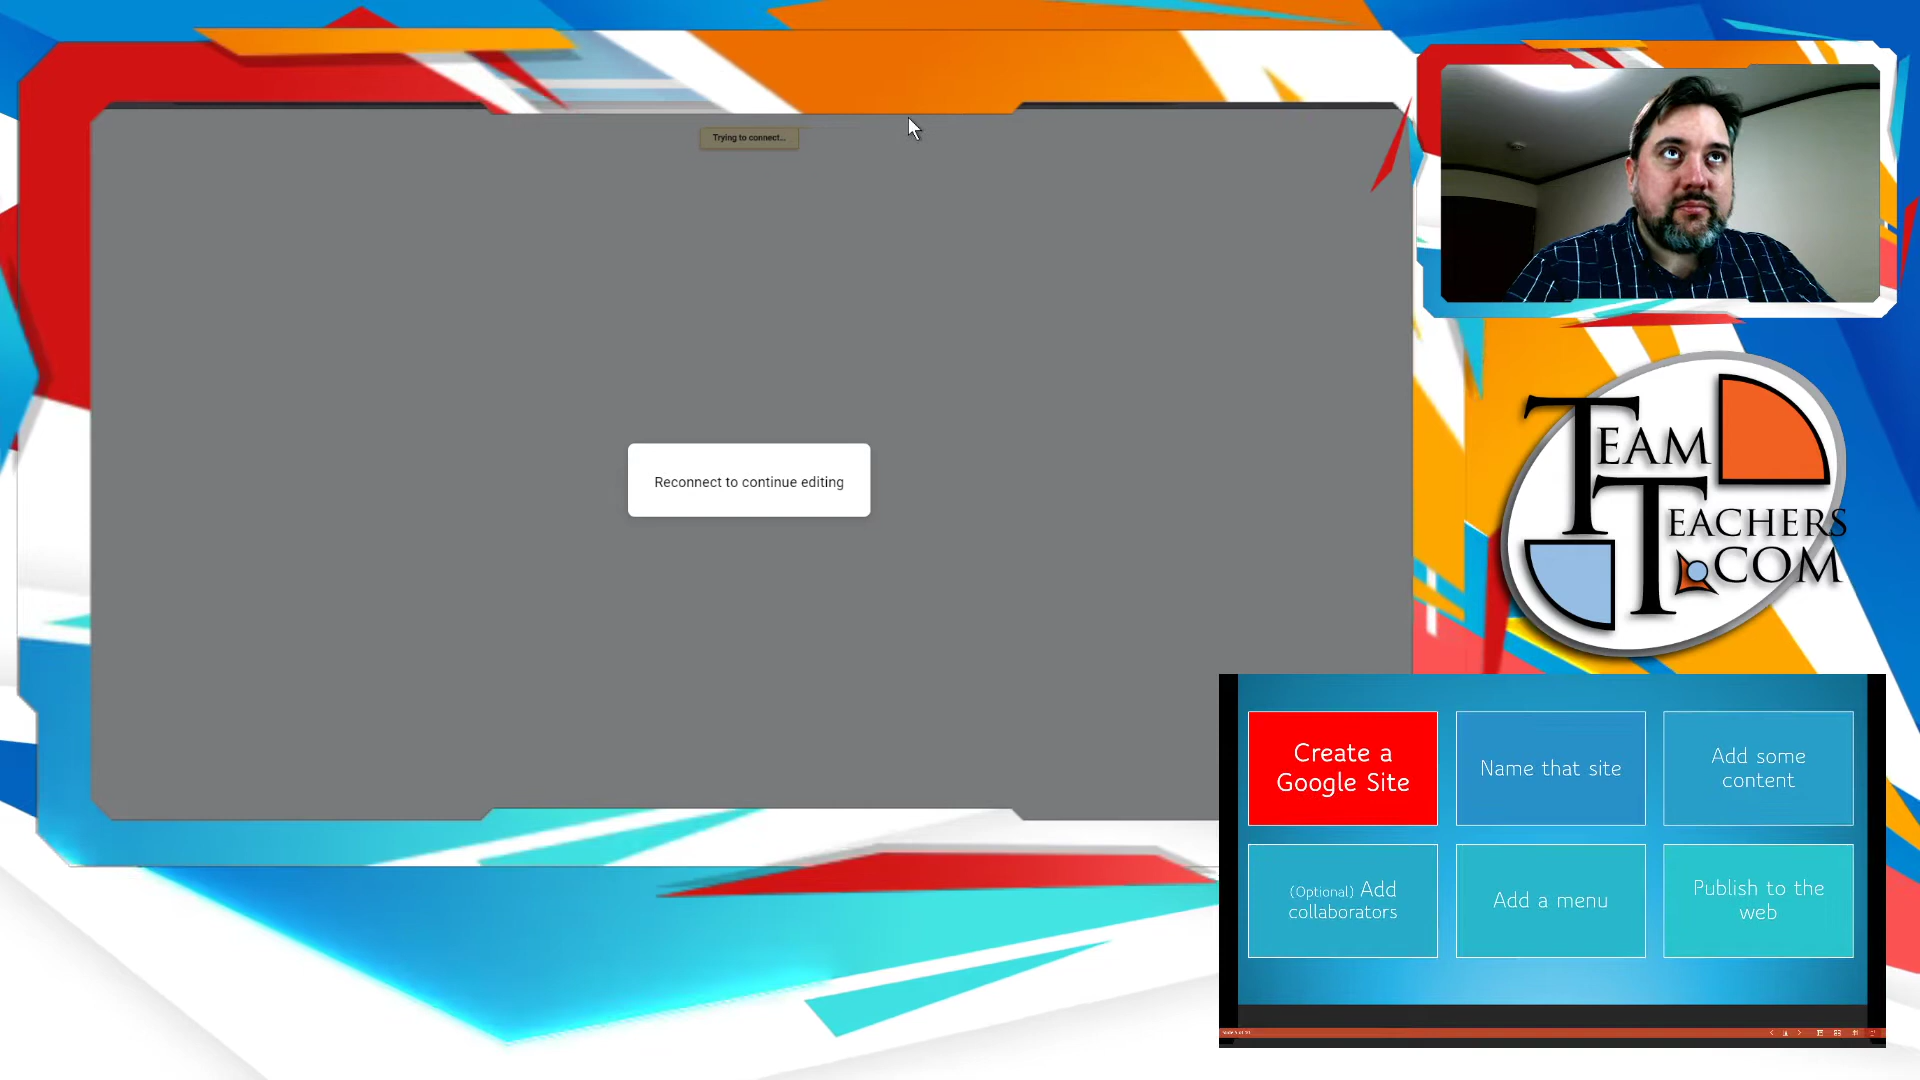 Trying to connect...
Reconnect to continue editing
TEAM
TEACHERS
.COM
Create a
Google Site
Name that site
Add some
content
(Optional) Add
collaborators
Add a menu
Publish to the
web